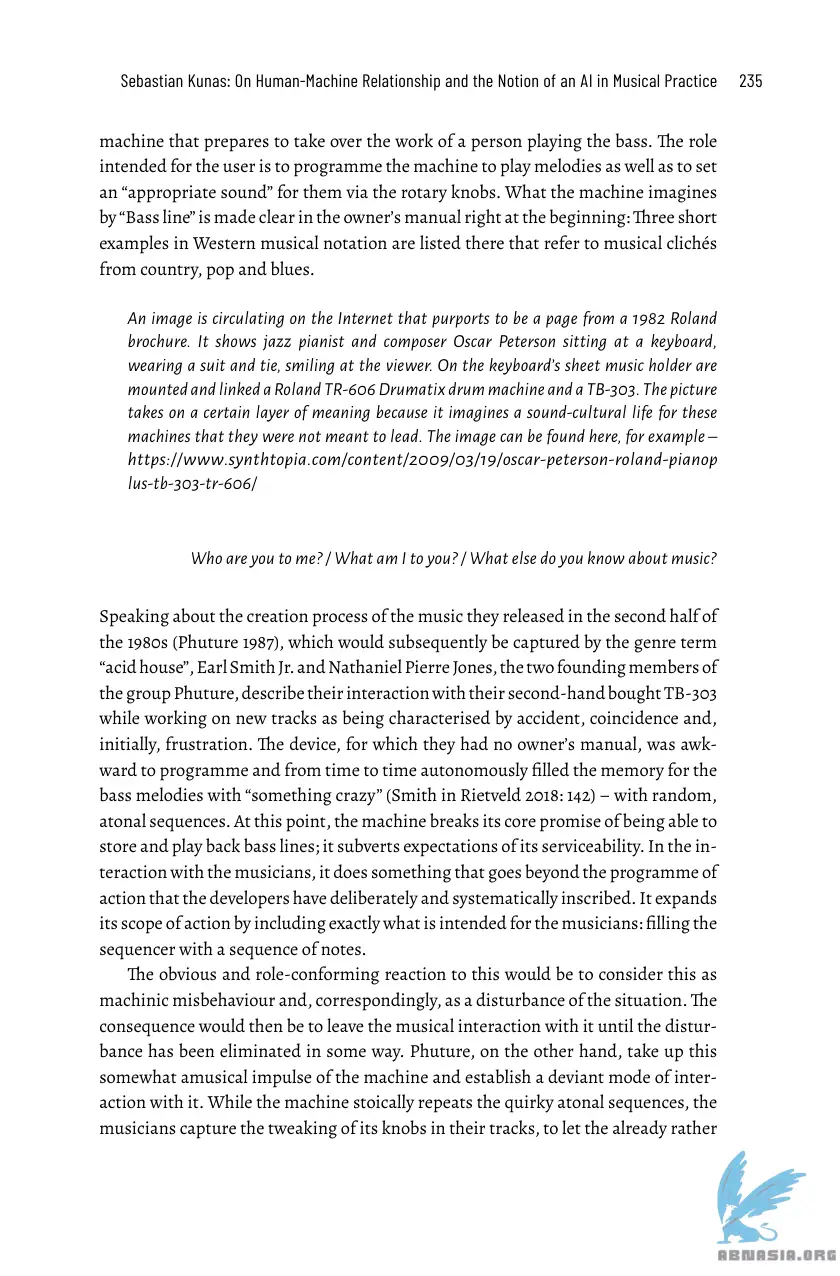 Sebastian Kunas: On Human-Machine Relationship and the Notion of an AI in Musical Practice 235
machine that prepares to take over the work of a person playing the bass. The role
intended for the user is to programme the machine to play melodies as well as to set
an “appropriate sound” for them via the rotary knobs. What the machine imagines
by “Bass line” is made clear in the owner’s manual right at the beginning: Three short
examples in Western musical notation are listed there that refer to musical clichés
from country, pop and blues.
An image is circulating on the Internet that purports to be a page from a 1982 Roland
brochure. It shows jazz pianist and composer Oscar Peterson sitting at a keyboard,
wearing a suit and tie, smiling at the viewer. On the keyboard’s sheet music holder are
mounted and linked a Roland TR-606 Drumatix drum machine and a TB-303. The picture
takes on a certain layer of meaning because it imagines a sound-cultural life for these
machines that they were not meant to lead. The image can be found here, for example –
https://www.synthtopia.com/content/2009/03/19/oscar-peterson-roland-pianop
lus-tb-303-tr-606/
Who are you to me? / What am I to you? / What else do you know about music?
Speaking about the creation process of the music they released in the second half of
the 1980s (Phuture 1987), which would subsequently be captured by the genre term
“acid house”, Earl Smith Jr. and Nathaniel Pierre Jones, the two founding members of
the group Phuture, describe their interaction with their second-hand bought TB-303
while working on new tracks as being characterised by accident, coincidence and,
initially, frustration. The device, for which they had no owner’s manual, was awk-
ward to programme and from time to time autonomously filled the memory for the
bass melodies with “something crazy” (Smith in Rietveld 2018: 142) – with random,
atonal sequences. At this point, the machine breaks its core promise of being able to
store and play back bass lines; it subverts expectations of its serviceability. In the in-
teraction with the musicians, it does something that goes beyond the programme of
action that the developers have deliberately and systematically inscribed. It expands
its scope of action by including exactly what is intended for the musicians: filling the
sequencer with a sequence of notes.
The obvious and role-conforming reaction to this would be to consider this as
machinic misbehaviour and, correspondingly, as a disturbance of the situation. The
consequence would then be to leave the musical interaction with it until the distur-
bance has been eliminated in some way. Phuture, on the other hand, take up this
somewhat amusical impulse of the machine and establish a deviant mode of inter-
action with it. While the machine stoically repeats the quirky atonal sequences, the
musicians capture the tweaking of its knobs in their tracks, to let the already rather
ABNASIA.ORG